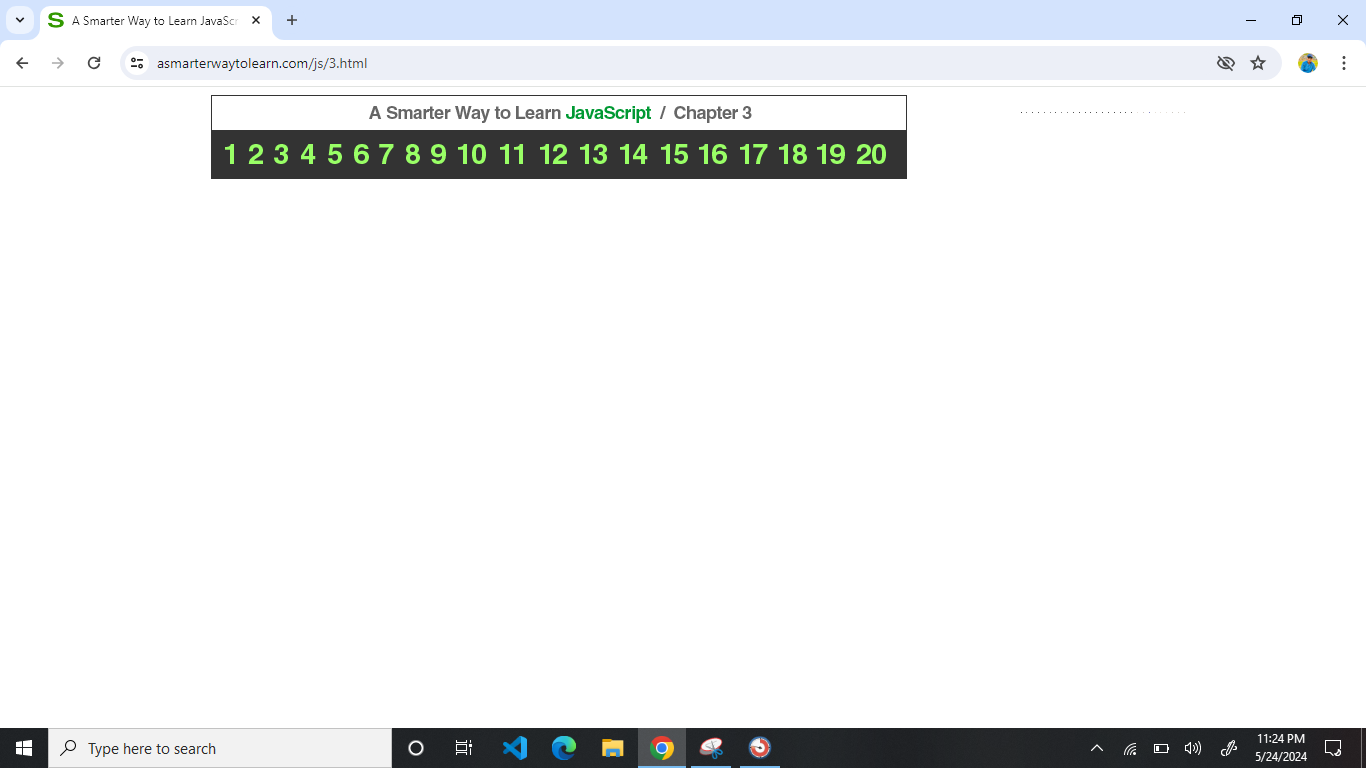 A Smarter Way to Learn JavaScr
asmarterwaytolearn.com/js/3.html
A Smarter Way to Learn JavaScript / Chapter 3
1 2 3 4 5 6 7 8 9 10 11 12 13 14 15 16 17 18 19 20
Type here to search
11:24 PM
5/24/2024